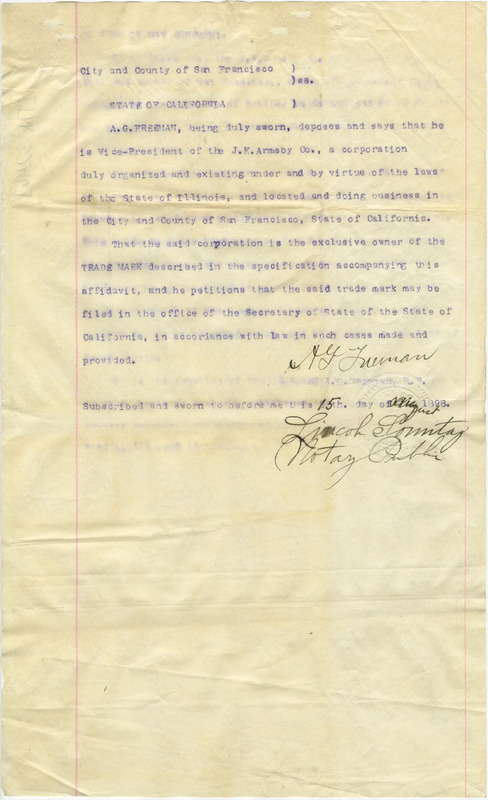 City and County of San Francisco )
)ss.
STATE OF CALIFORNIA )
A.G.FREEMAN, being duly sworn, deposes and says that he
is Vice-President of the J.K.Armsby Co., a corporation
duly organized and existing under and by virtue of the laws
of the State of Illinois, and located and doing business in
the City and County of San Francisco, State of California.
That the said corporation is the exclusive owner of the
TRADE MARK described in the specification accompanying this
affidavit, and he petitions that the said trade mark may be
filed in the office of the Secretary of State of the State of
California, in accordance with law in such cases made and
provided.
A G Freeman
Subscribed and sworn to before me this 15th. day of August 1898.
Lincoln Sonntag
Notary Public